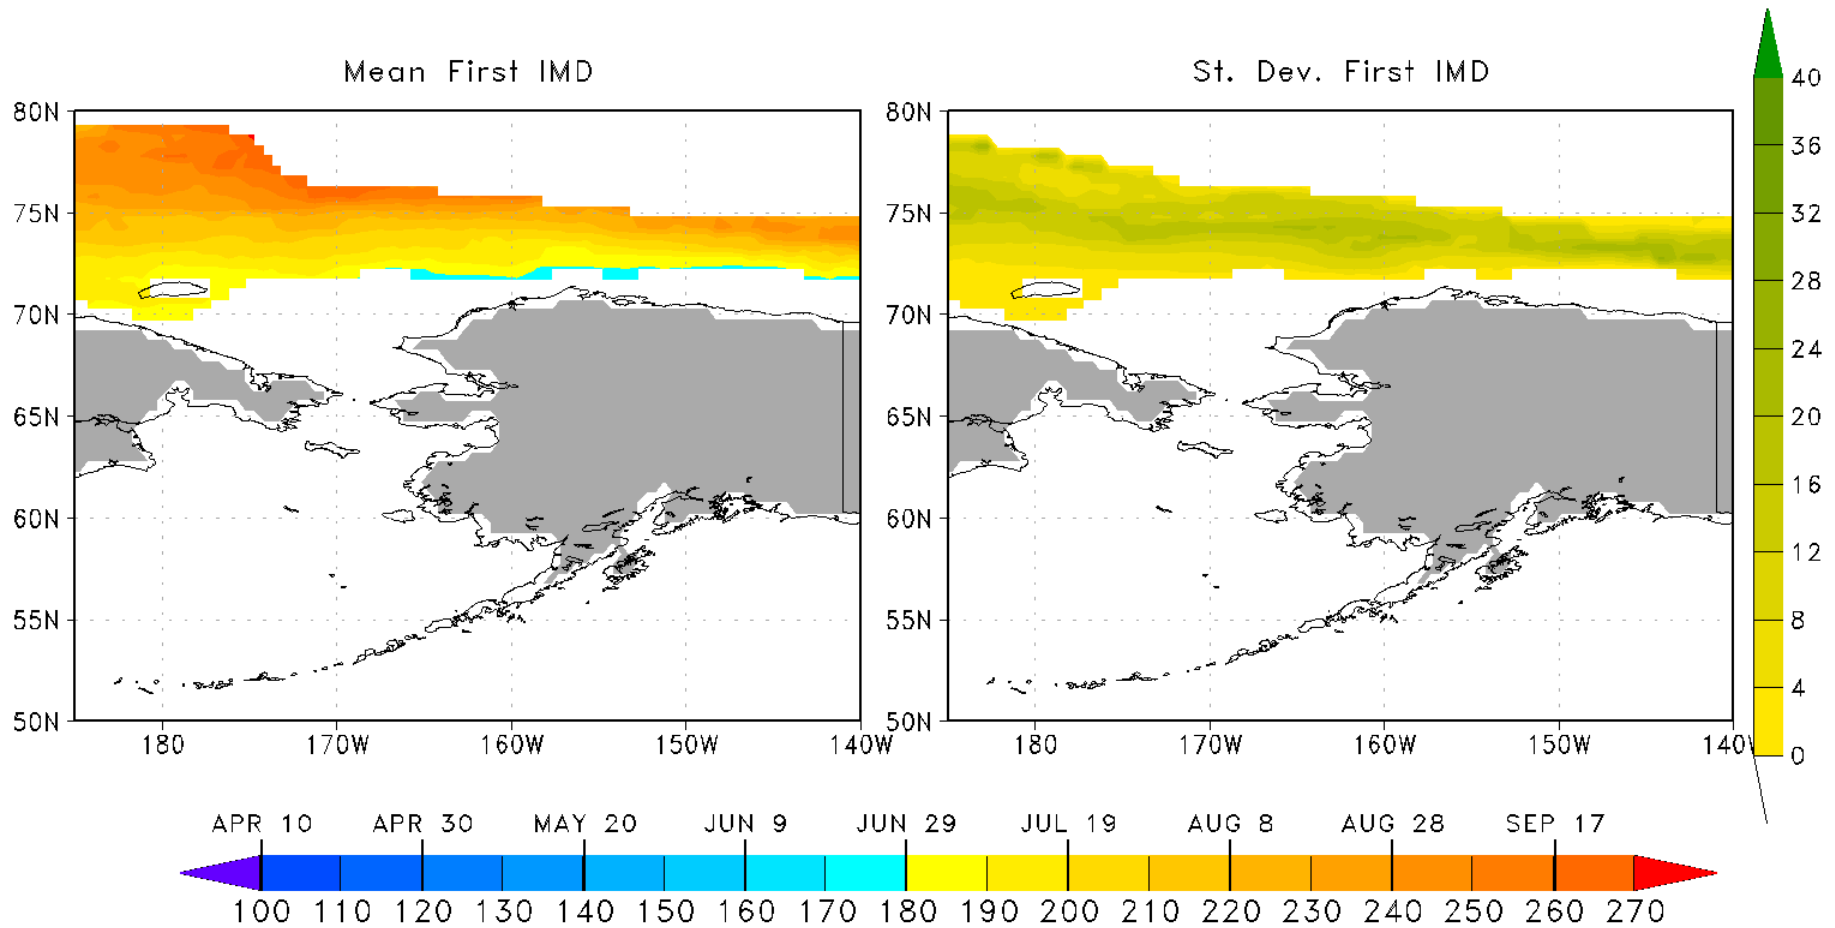 Mean First IMD
St. Dev. First IMD
80N
75N
70N
65N
60N
55N
50N
180
170W
160W
150W
140W
80N
75N
70N
65N
60N
55N
50N
180
170W
160W
150W
140W
40
36
32
28
24
20
16
12
8
4
0
APR 10 APR 30 MAY 20 JUN 9 JUN 29 JUL 19 AUG 8 AUG 28 SEP 17
100 110 120 130 140 150 160 170 180 190 200 210 220 230 240 250 260 270